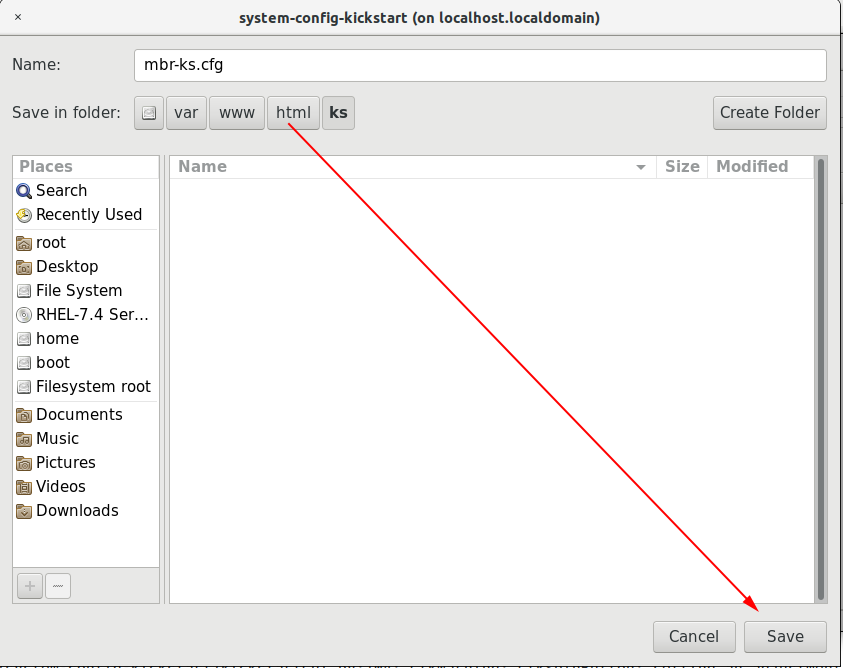 × system-config-kickstart (on localhost.localdomain)
Name: mbr-ks.cfg
Save in folder: var www html ks Create Folder
Places Name Size Modified
Search
Recently Used
root
Desktop
File System
RHEL-7.4 Ser...
home
boot
Filesystem root
Documents
Music
Pictures
Videos
Downloads
+ −
Cancel Save